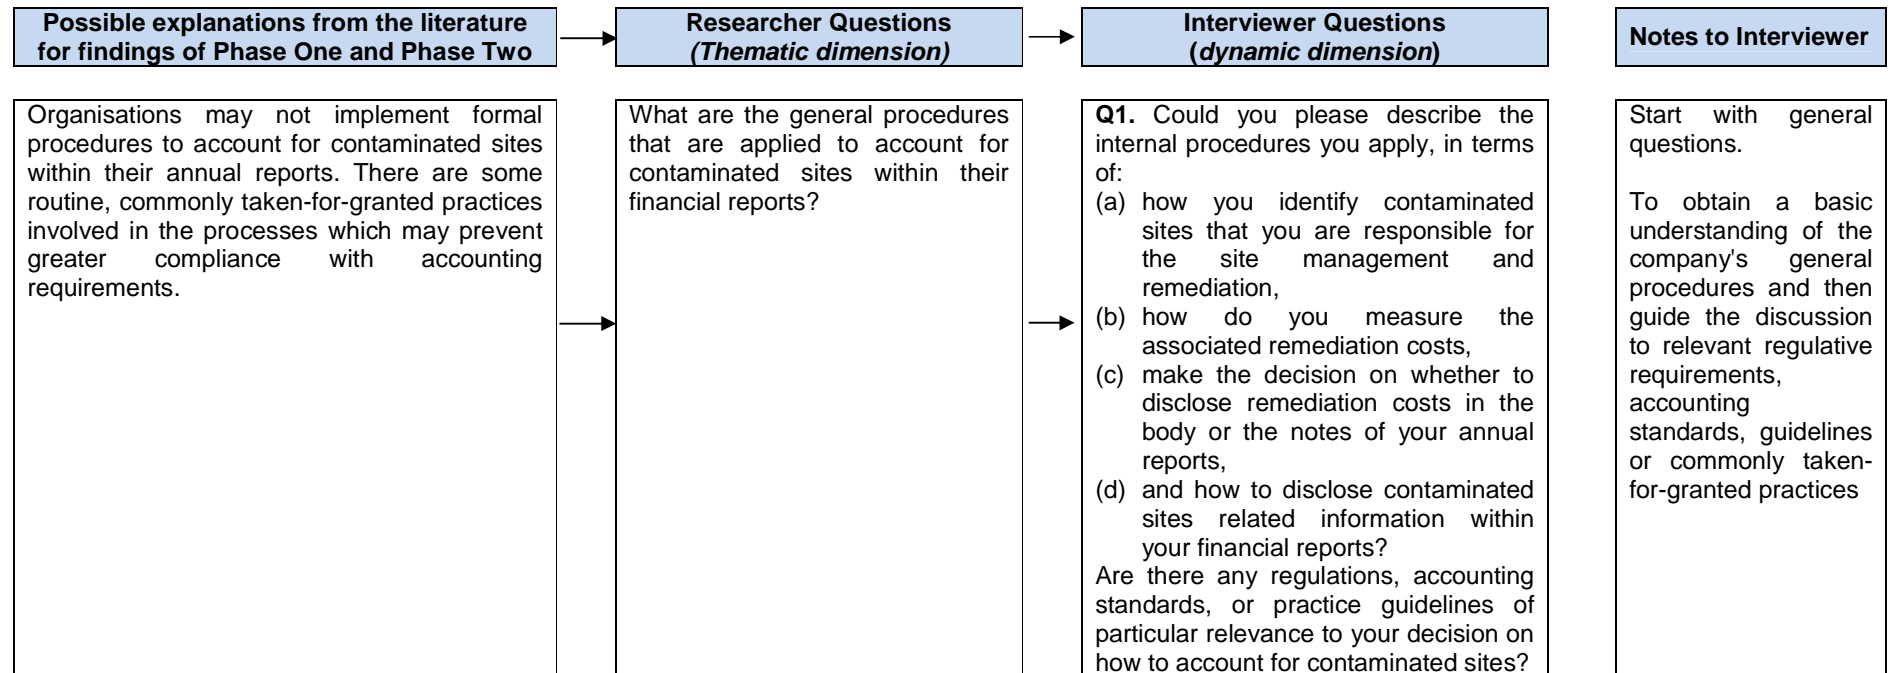 Possible explanations from the literature
for findings of Phase One and Phase Two
Researcher Questions
(Thematic dimension)
Interviewer Questions
(dynamic dimension)
Notes to Interviewer
Organisations may not implement formal
procedures to account for contaminated sites
within their annual reports. There are some
routine, commonly taken-for-granted practices
involved in the processes which may prevent
greater compliance with accounting
requirements.
What are the general procedures
that are applied to account for
contaminated sites within their
financial reports?
Q1. Could you please describe the
internal procedures you apply, in terms
of:
(a) how you identify contaminated
sites that you are responsible for
the site management and
remediation,
(b) how do you measure the
associated remediation costs,
(c) make the decision on whether to
disclose remediation costs in the
body or the notes of your annual
reports,
(d) and how to disclose contaminated
sites related information within
your financial reports?
Are there any regulations, accounting
standards, or practice guidelines of
particular relevance to your decision on
how to account for contaminated sites?
Start with general
questions.
To obtain a basic
understanding of the
company's general
procedures and then
guide the discussion
to relevant regulative
requirements,
accounting
standards, guidelines
or commonly taken-
for-granted practices